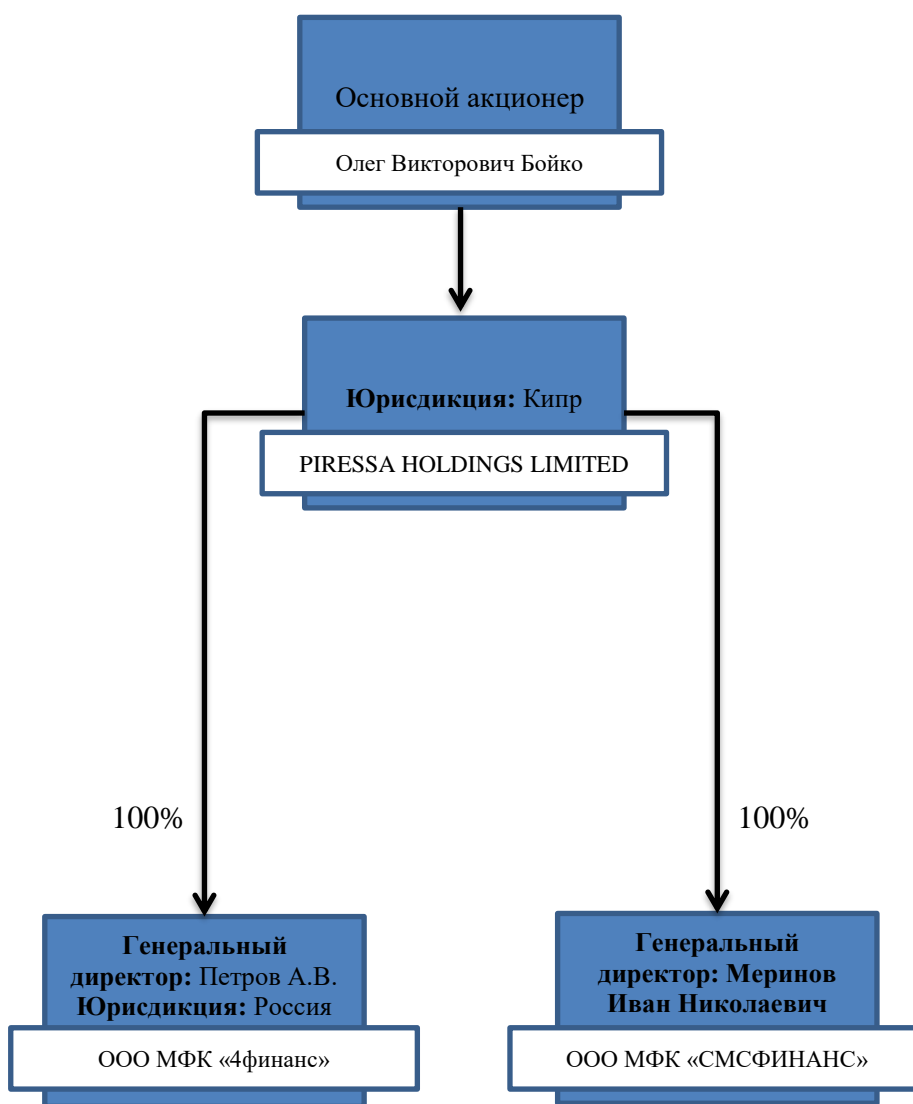 Основной акционер
Олег Викторович Бойко
Юрисдикция: Кипр
PIRESSA HOLDINGS LIMITED
100%
100%
Генеральный
директор: Петров А.В.
Юрисдикция: Россия
ООО МФК «4финанс»
Генеральный
директор: Меринов
Иван Николаевич
ООО МФК «СМСФИНАНС»